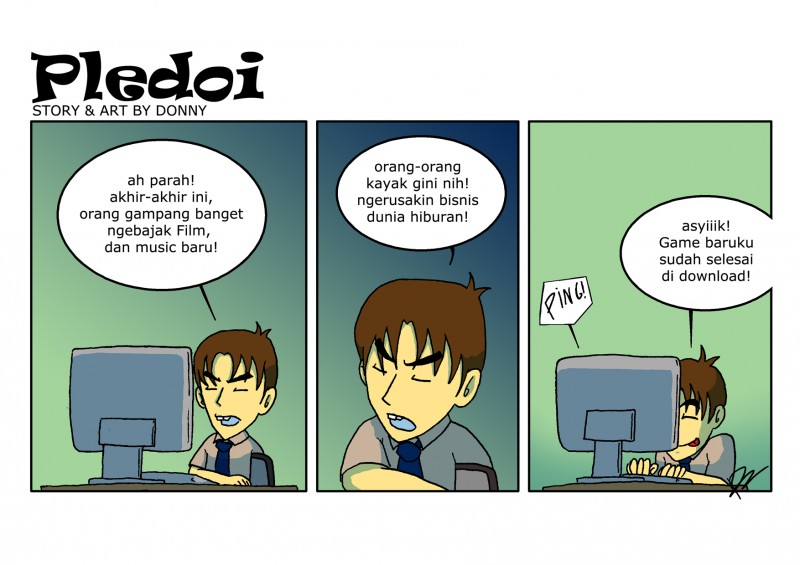 Pledoi
STORY & ART BY DONNY
ah parah!
akhir-akhir ini,
orang gampang banget
ngebajak Film,
dan music baru!
orang-orang
kayak gini nih!
ngerusakin bisnis
dunia hiburan!
PING!
asyiiik!
Game baruku
sudah selesai
di download!